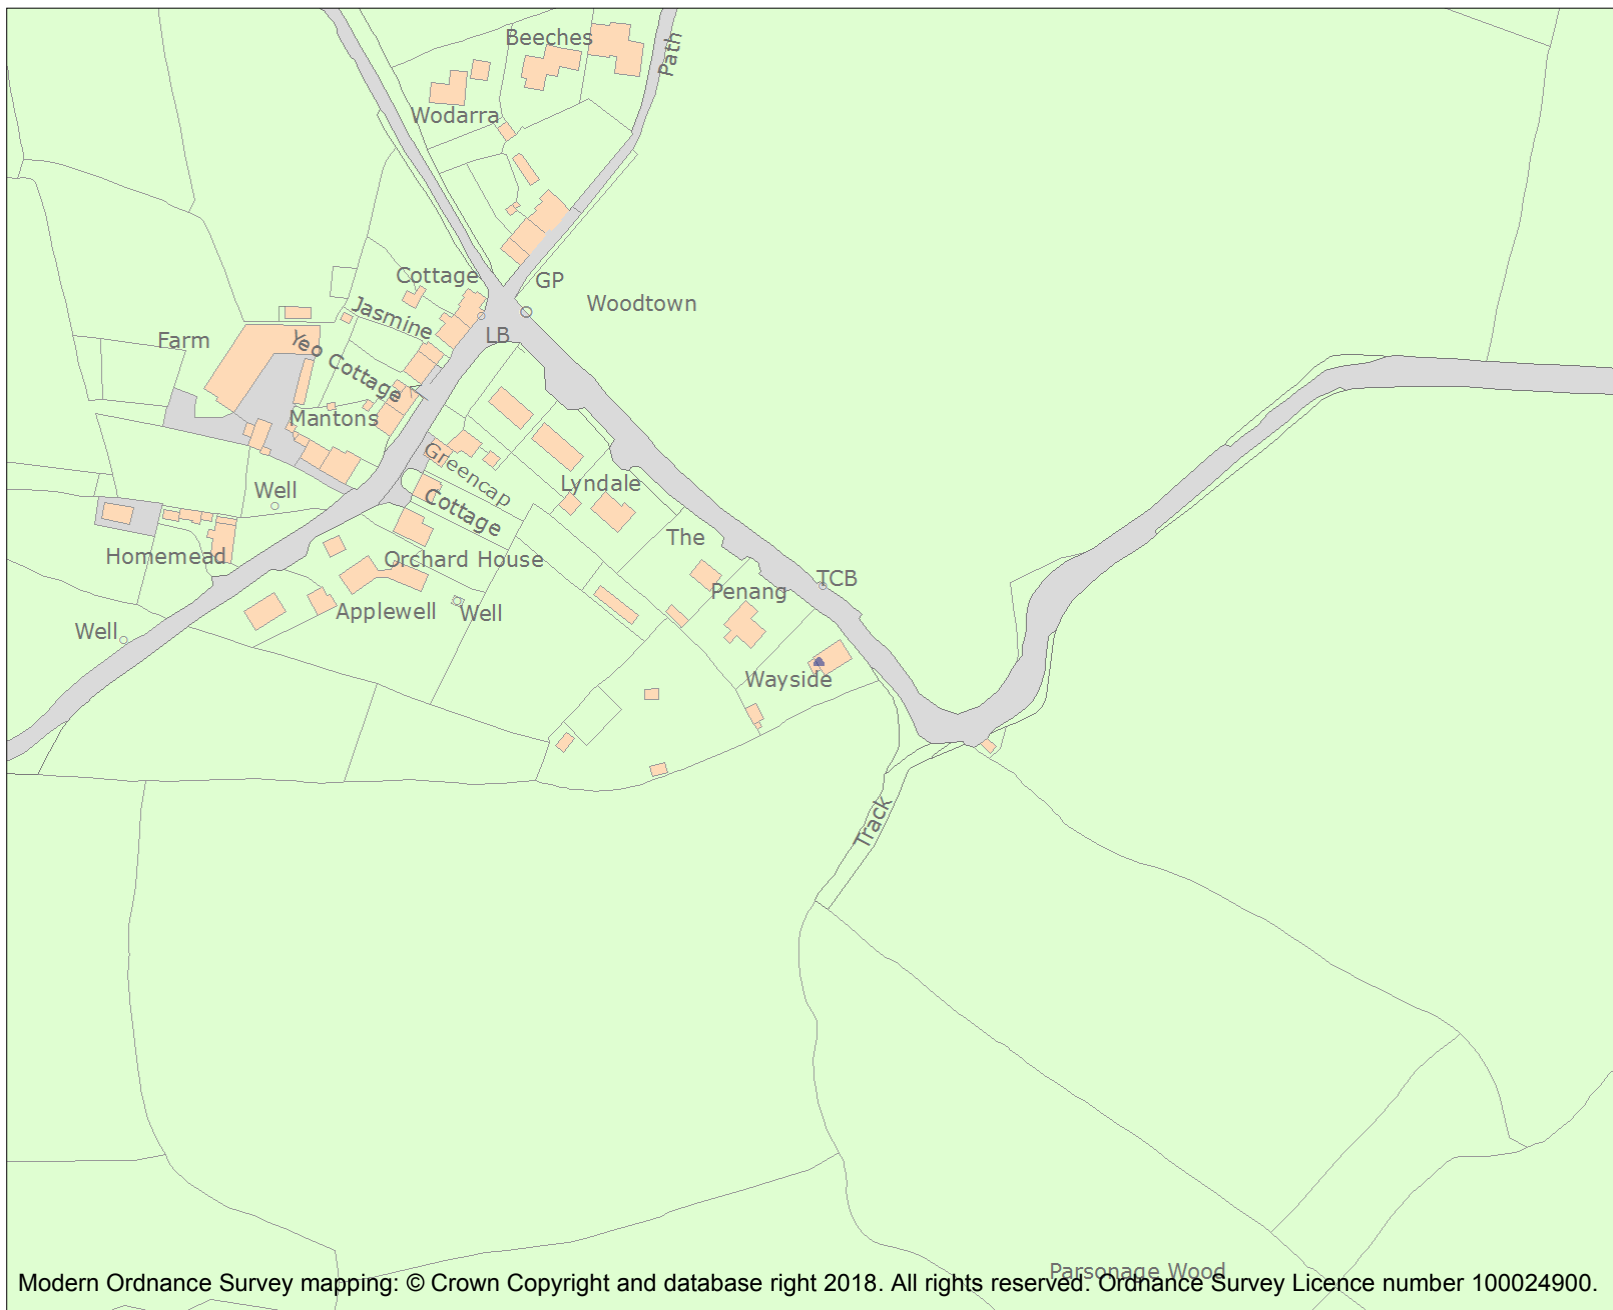 Beeches
Path
Wodarra
Cottage
GP
Woodtown
Jasmine
LB
Farm
Yeo Cottage
Mantons
Greencap
Cottage
Lyndale
Well
The
Homemead
Orchard House
TCB
Penang
Applewell
Well
Well
Wayside
Track
Parsonage Wood
Modern Ordnance Survey mapping: © Crown Copyright and database right 2018. All rights reserved. Ordnance Survey Licence number 100024900.